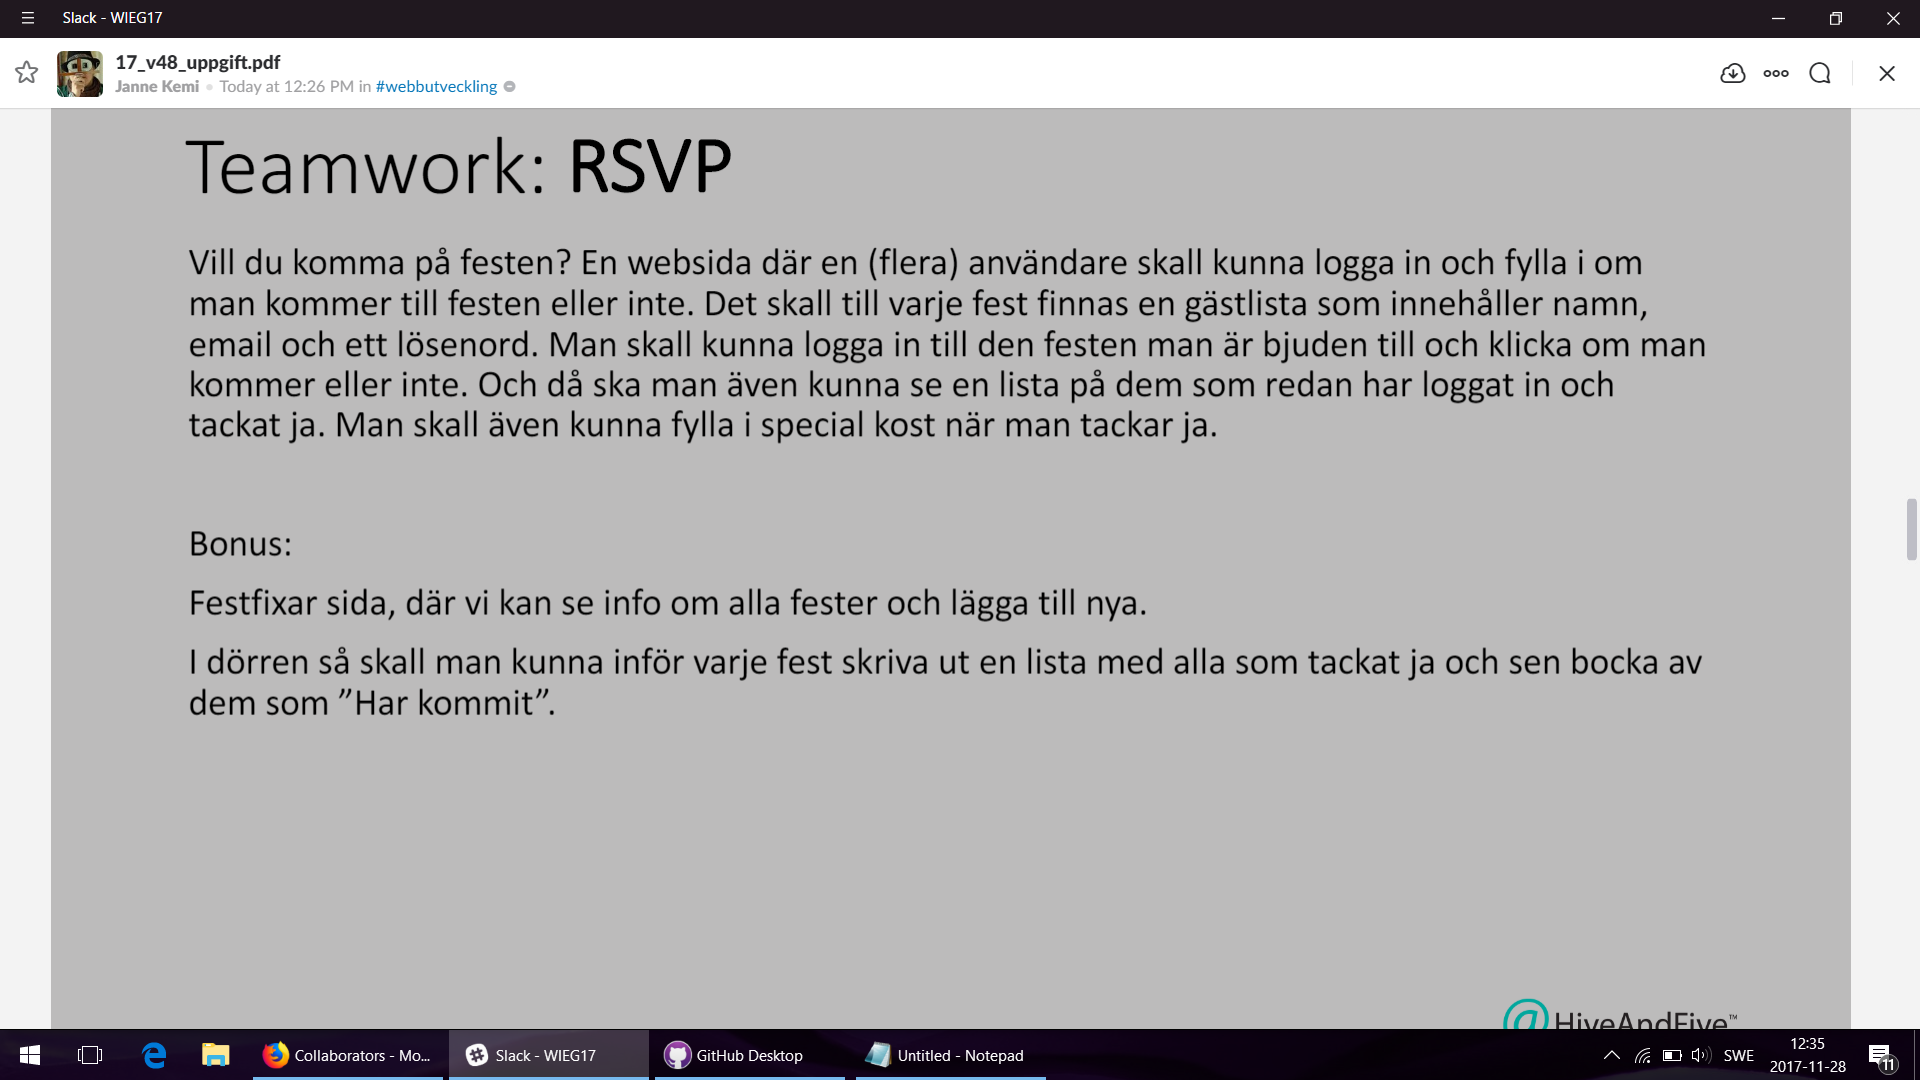 Slack - WIEG17
17_v48_uppgift.pdf
Janne Kemi • Today at 12:26 PM in #webbutveckling
Teamwork: RSVP
Vill du komma på festen? En websida där en (flera) användare skall kunna logga in och fylla i om
man kommer till festen eller inte. Det skall till varje fest finnas en gästlista som innehåller namn,
email och ett lösenord. Man skall kunna logga in till den festen man är bjuden till och klicka om man
kommer eller inte. Och då ska man även kunna se en lista på dem som redan har loggat in och
tackat ja. Man skall även kunna fylla i special kost när man tackar ja.
Bonus:
Festfixar sida, där vi kan se info om alla fester och lägga till nya.
I dörren så skall man kunna inför varje fest skriva ut en lista med alla som tackat ja och sen bocka av
dem som ”Har kommit”.
@HiveAndFive™
Collaborators - Mo...
Slack - WIEG17
GitHub Desktop
Untitled - Notepad
SWE
12:35
2017-11-28
11